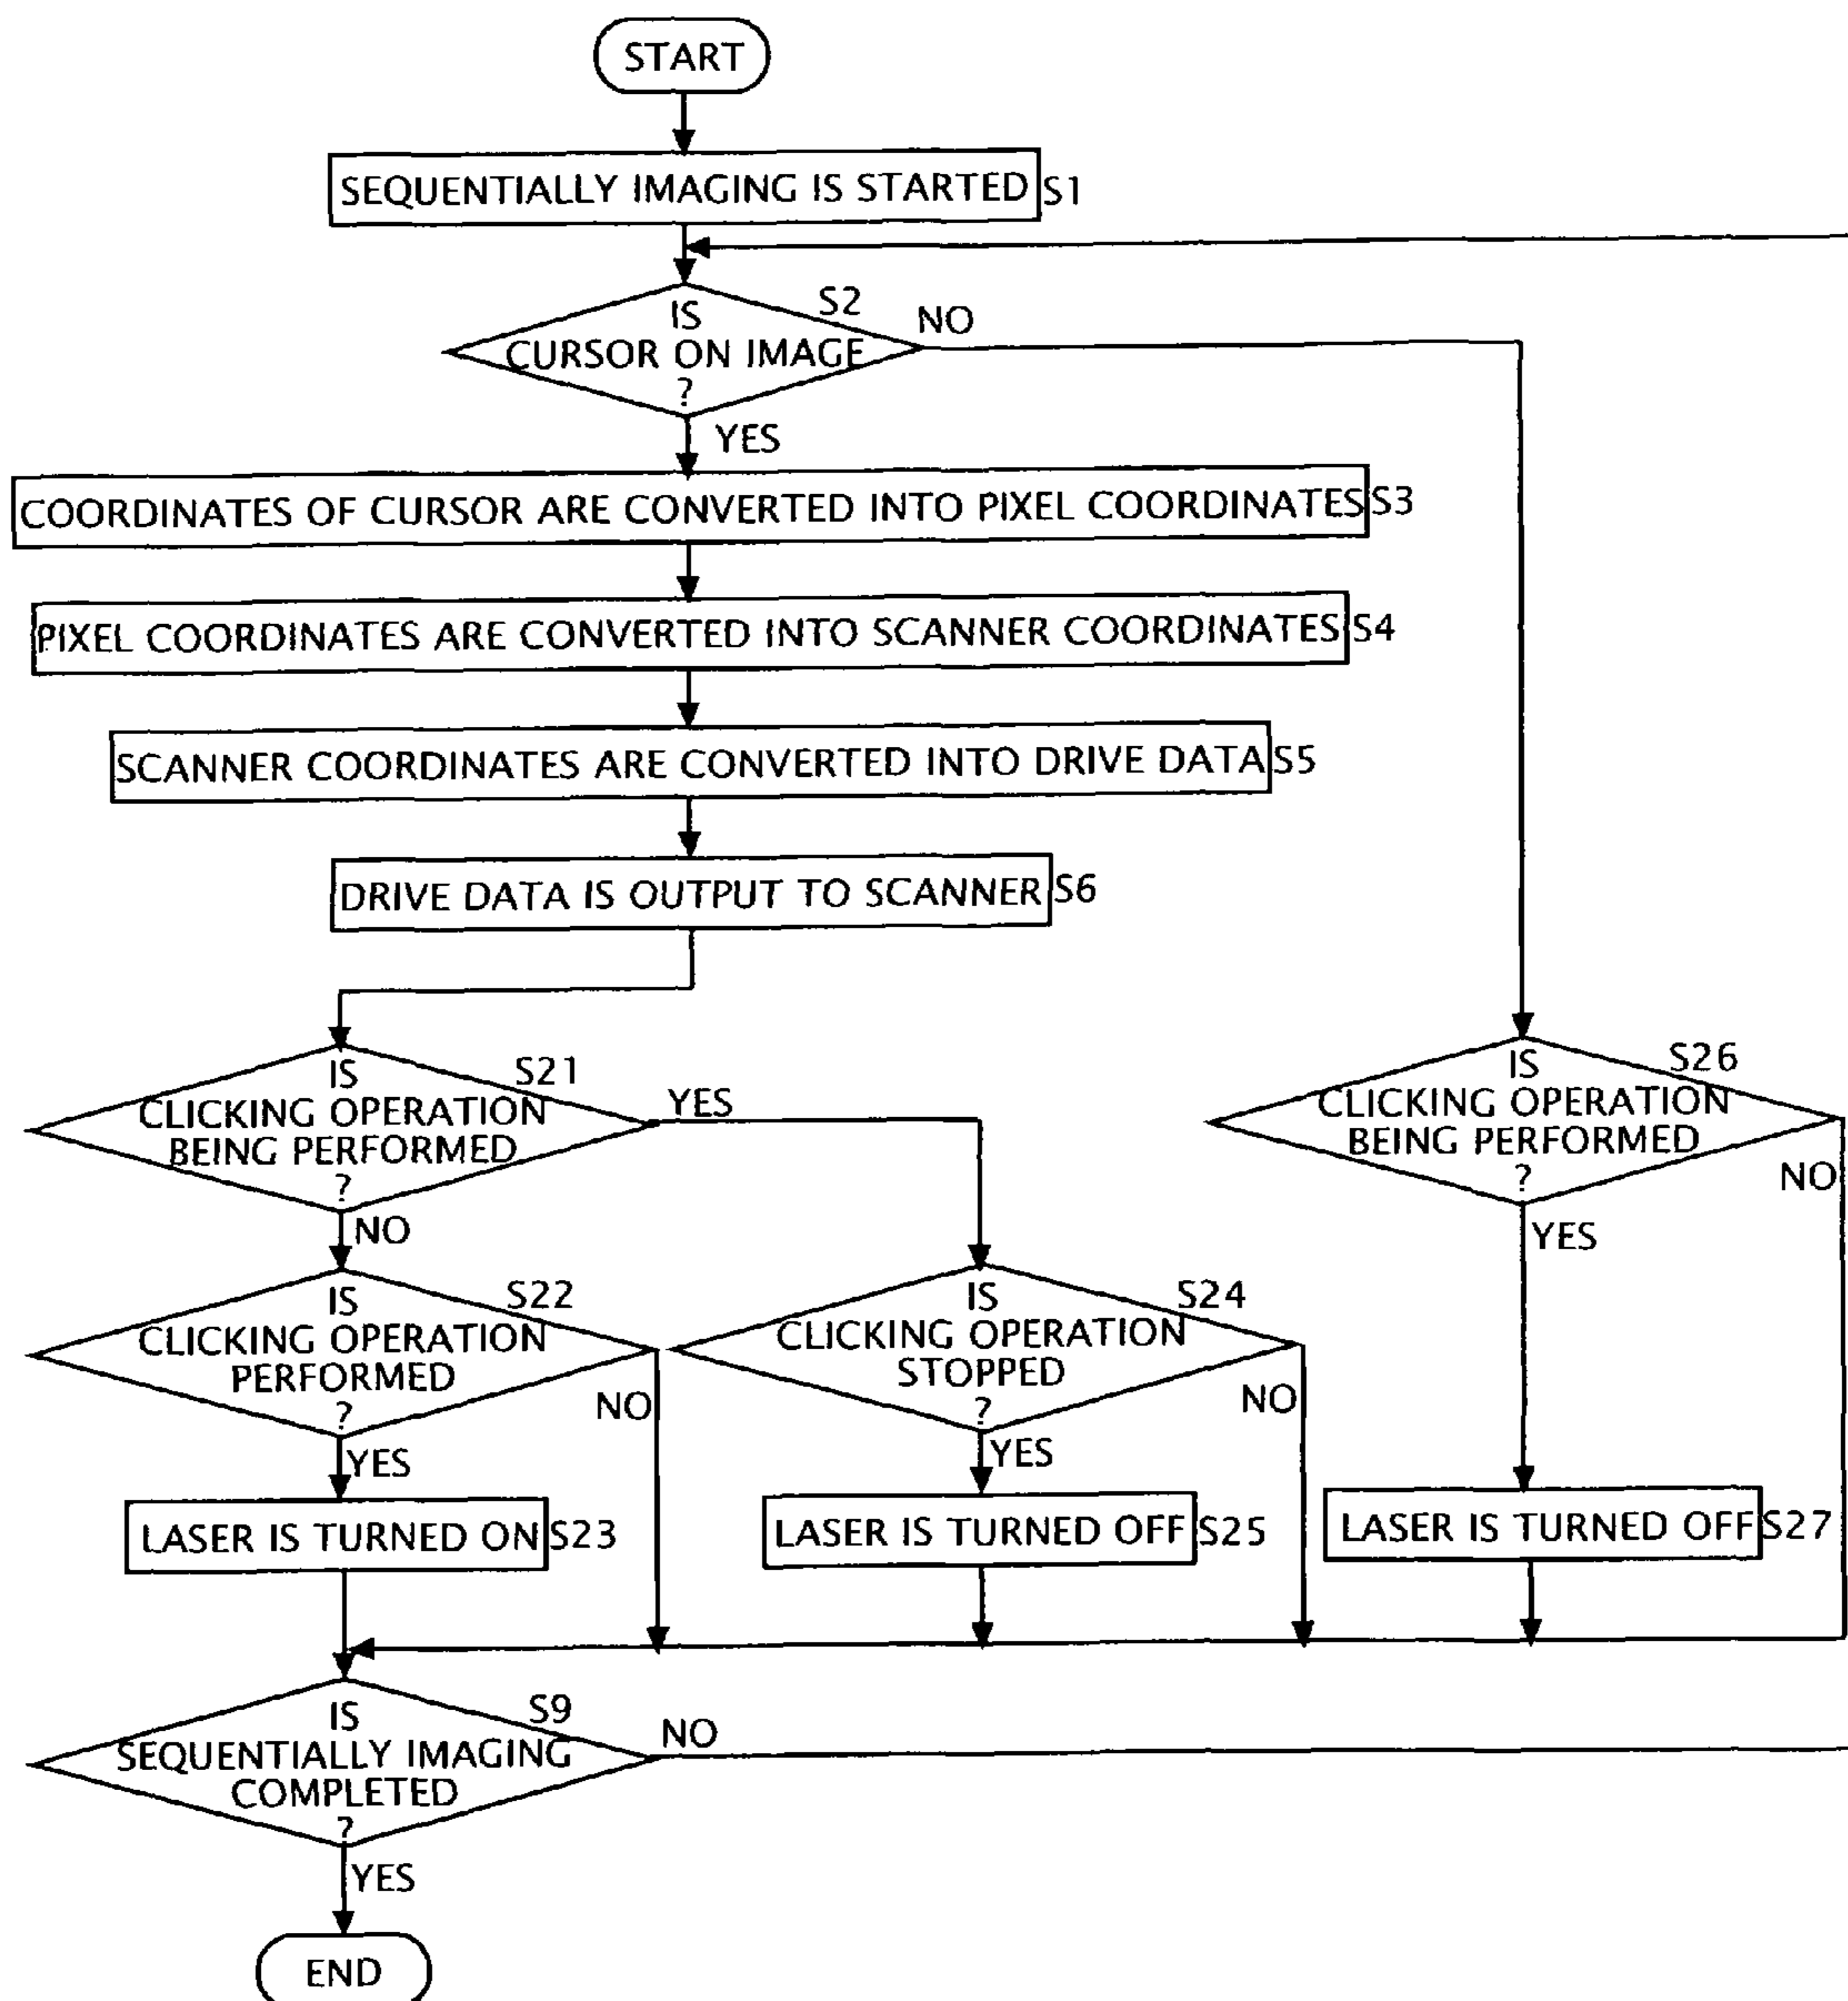 START
SEQUENTIALLY IMAGING IS STARTED S1
S2
IS
CURSOR ON IMAGE
?
NO
YES
COORDINATES OF CURSOR ARE CONVERTED INTO PIXEL COORDINATES S3
PIXEL COORDINATES ARE CONVERTED INTO SCANNER COORDINATES S4
SCANNER COORDINATES ARE CONVERTED INTO DRIVE DATA S5
DRIVE DATA IS OUTPUT TO SCANNER S6
S21
IS
CLICKING OPERATION
BEING PERFORMED
?
YES
NO
S26
IS
CLICKING OPERATION
BEING PERFORMED
?
NO
YES
S22
IS
CLICKING OPERATION
PERFORMED
?
NO
YES
S24
IS
CLICKING OPERATION
STOPPED
?
NO
YES
LASER IS TURNED ON S23
LASER IS TURNED OFF S25
LASER IS TURNED OFF S27
S9
IS
SEQUENTIALLY IMAGING
COMPLETED
?
NO
YES
END